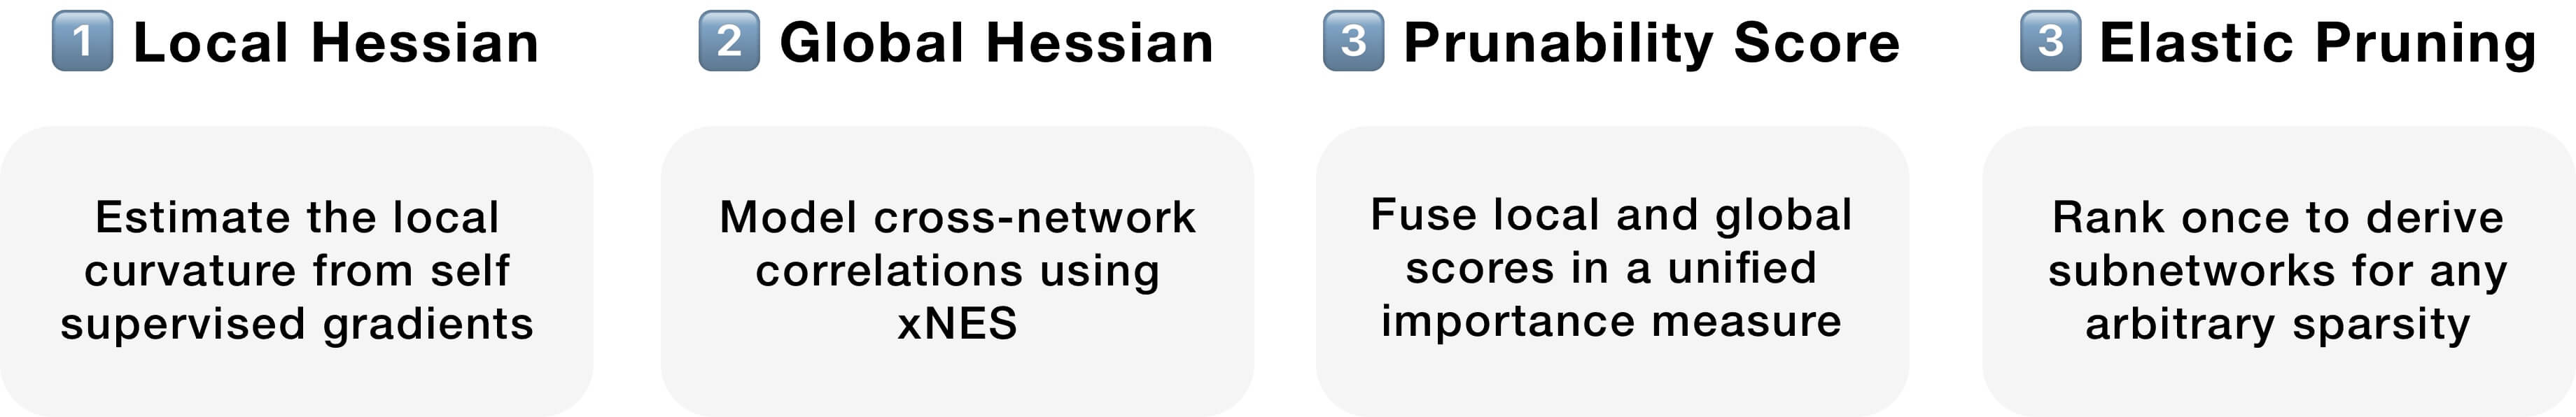 1 Local Hessian
Estimate the local
curvature from self
supervised gradients
2 Global Hessian
Model cross-network
correlations using
xNES
3 Prunability Score
Fuse local and global
scores in a unified
importance measure
3 Elastic Pruning
Rank once to derive
subnetworks for any
arbitrary sparsity